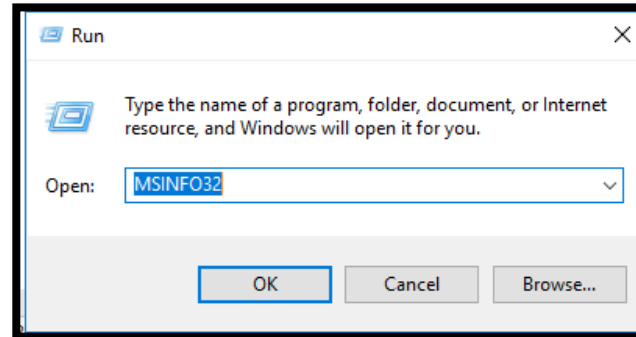 Run
Type the name of a program, folder, document, or Internet
resource, and Windows will open it for you.
Open: MSINFO32
OK Cancel Browse...